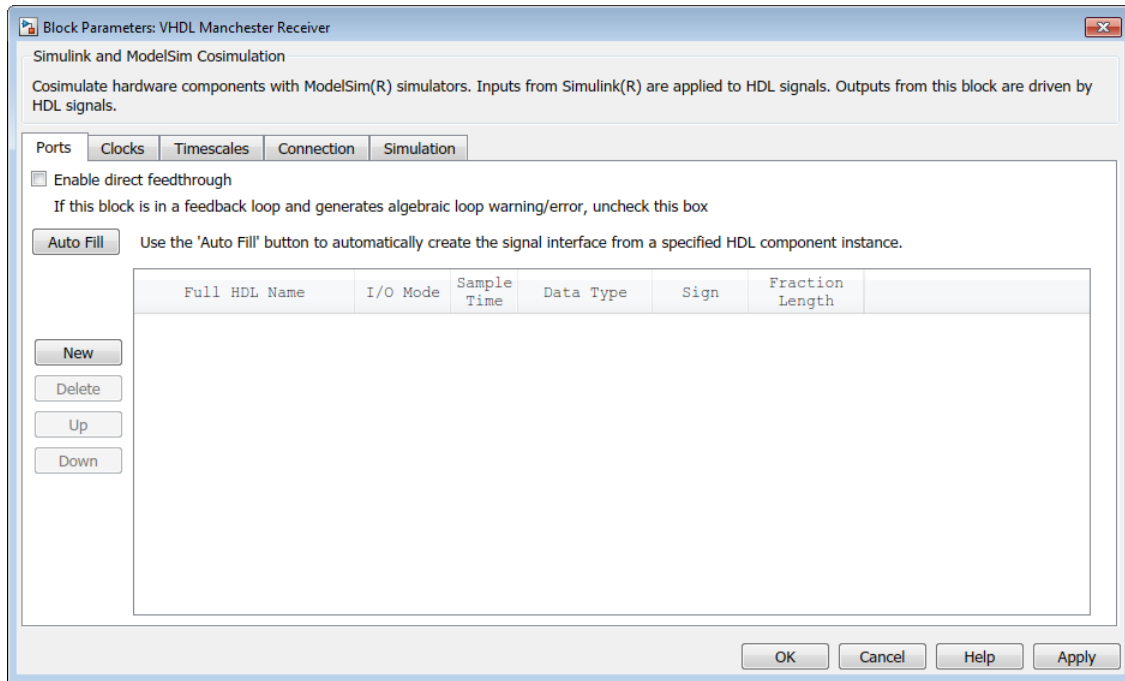 Block Parameters: VHDL Manchester Receiver
Simulink and ModelSim Cosimulation
Cosimulate hardware components with ModelSim(R) simulators. Inputs from Simulink(R) are applied to HDL signals. Outputs from this block are driven by
HDL signals.
Ports Clocks Timescales Connection Simulation
Enable direct feedthrough
If this block is in a feedback loop and generates algebraic loop warning/error, uncheck this box
Auto Fill Use the 'Auto Fill' button to automatically create the signal interface from a specified HDL component instance.
Full HDL Name I/O Mode Sample Time Data Type Sign Fraction Length
New
Delete
Up
Down
OK Cancel Help Apply